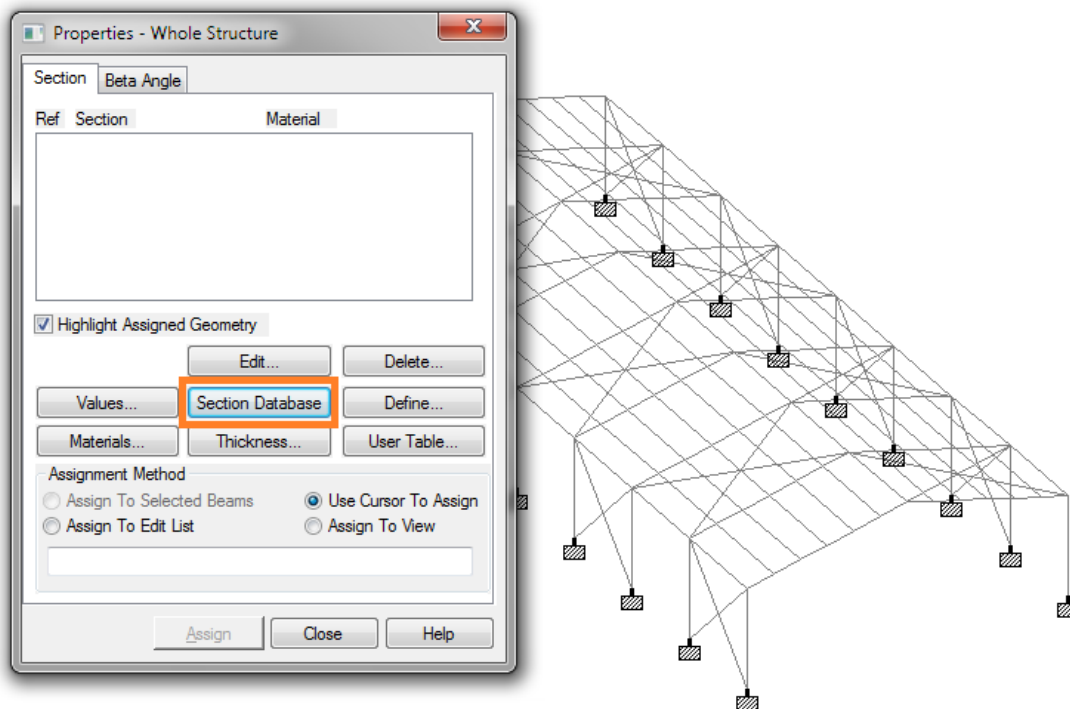 Properties - Whole Structure
Section Beta Angle
Ref Section Material
Highlight Assigned Geometry
Edit... Delete...
Values... Section Database Define...
Materials... Thickness... User Table...
Assignment Method
Assign To Selected Beams Use Cursor To Assign
Assign To Edit List Assign To View
Assign Close Help